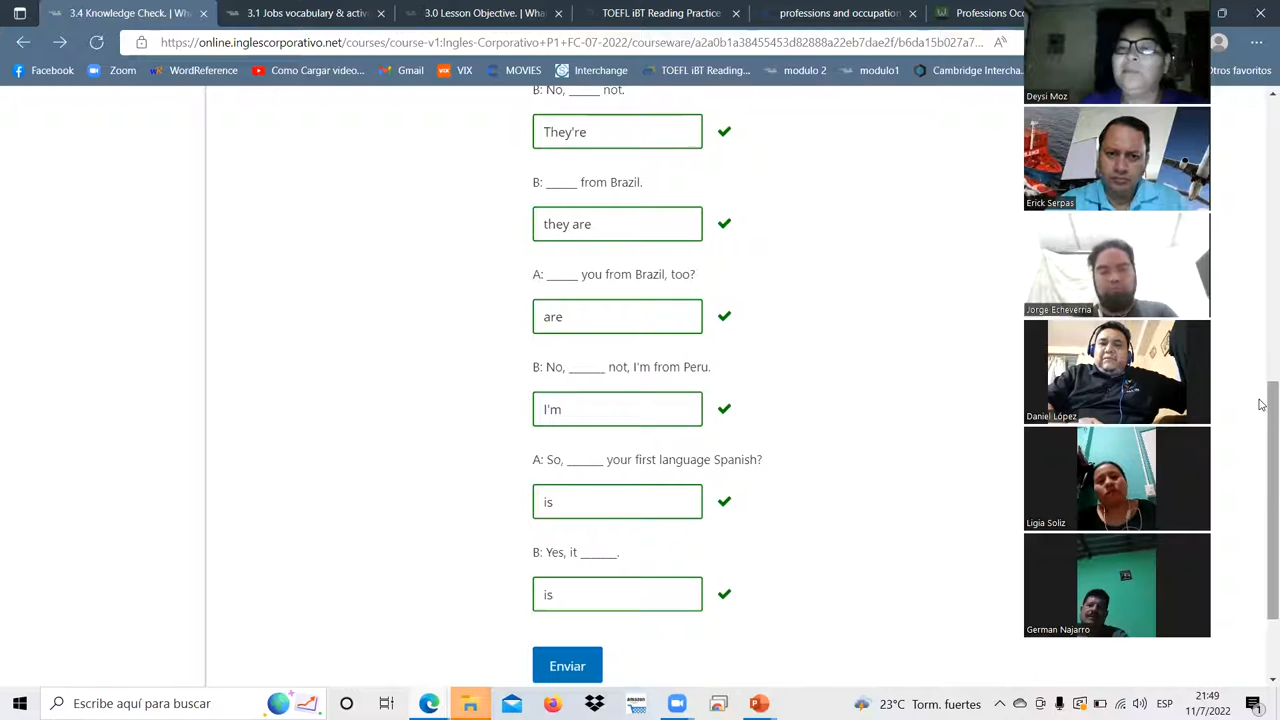 3.4 Knowledge Check. | Wha
3.1 Jobs vocabulary & active
3.0 Lesson Objective. | What
TOEFL iBT Reading Practice
professions and occupation
Professions Occ
https://online.inglescorporativo.net/courses/course-v1:Ingles-Corporativo+P1+FC-07-2022/courseware/a2a0b1a38455453d82888a22eb7dae2f/b6da15b027a7...
Facebook
Zoom
WordReference
Como Cargar video...
Gmail
VIX
MOVIES
Interchange
TOEFL iBT Reading...
modulo 2
modulo1
Cambridge Intercha
Otros favoritos
B: No, _____ not.
They're
B: _____ from Brazil.
they are
A: _____ you from Brazil, too?
are
B: No, ______ not, I'm from Peru.
I'm
A: So, ______ your first language Spanish?
is
B: Yes, it ______.
is
Enviar
Deysi Moz
Erick Serpas
Jorge Echeverria
Daniel López
Ligia Soliz
German Najarro
Escribe aquí para buscar
23°C Torm. fuertes
ESP
21:49
11/7/2022
1